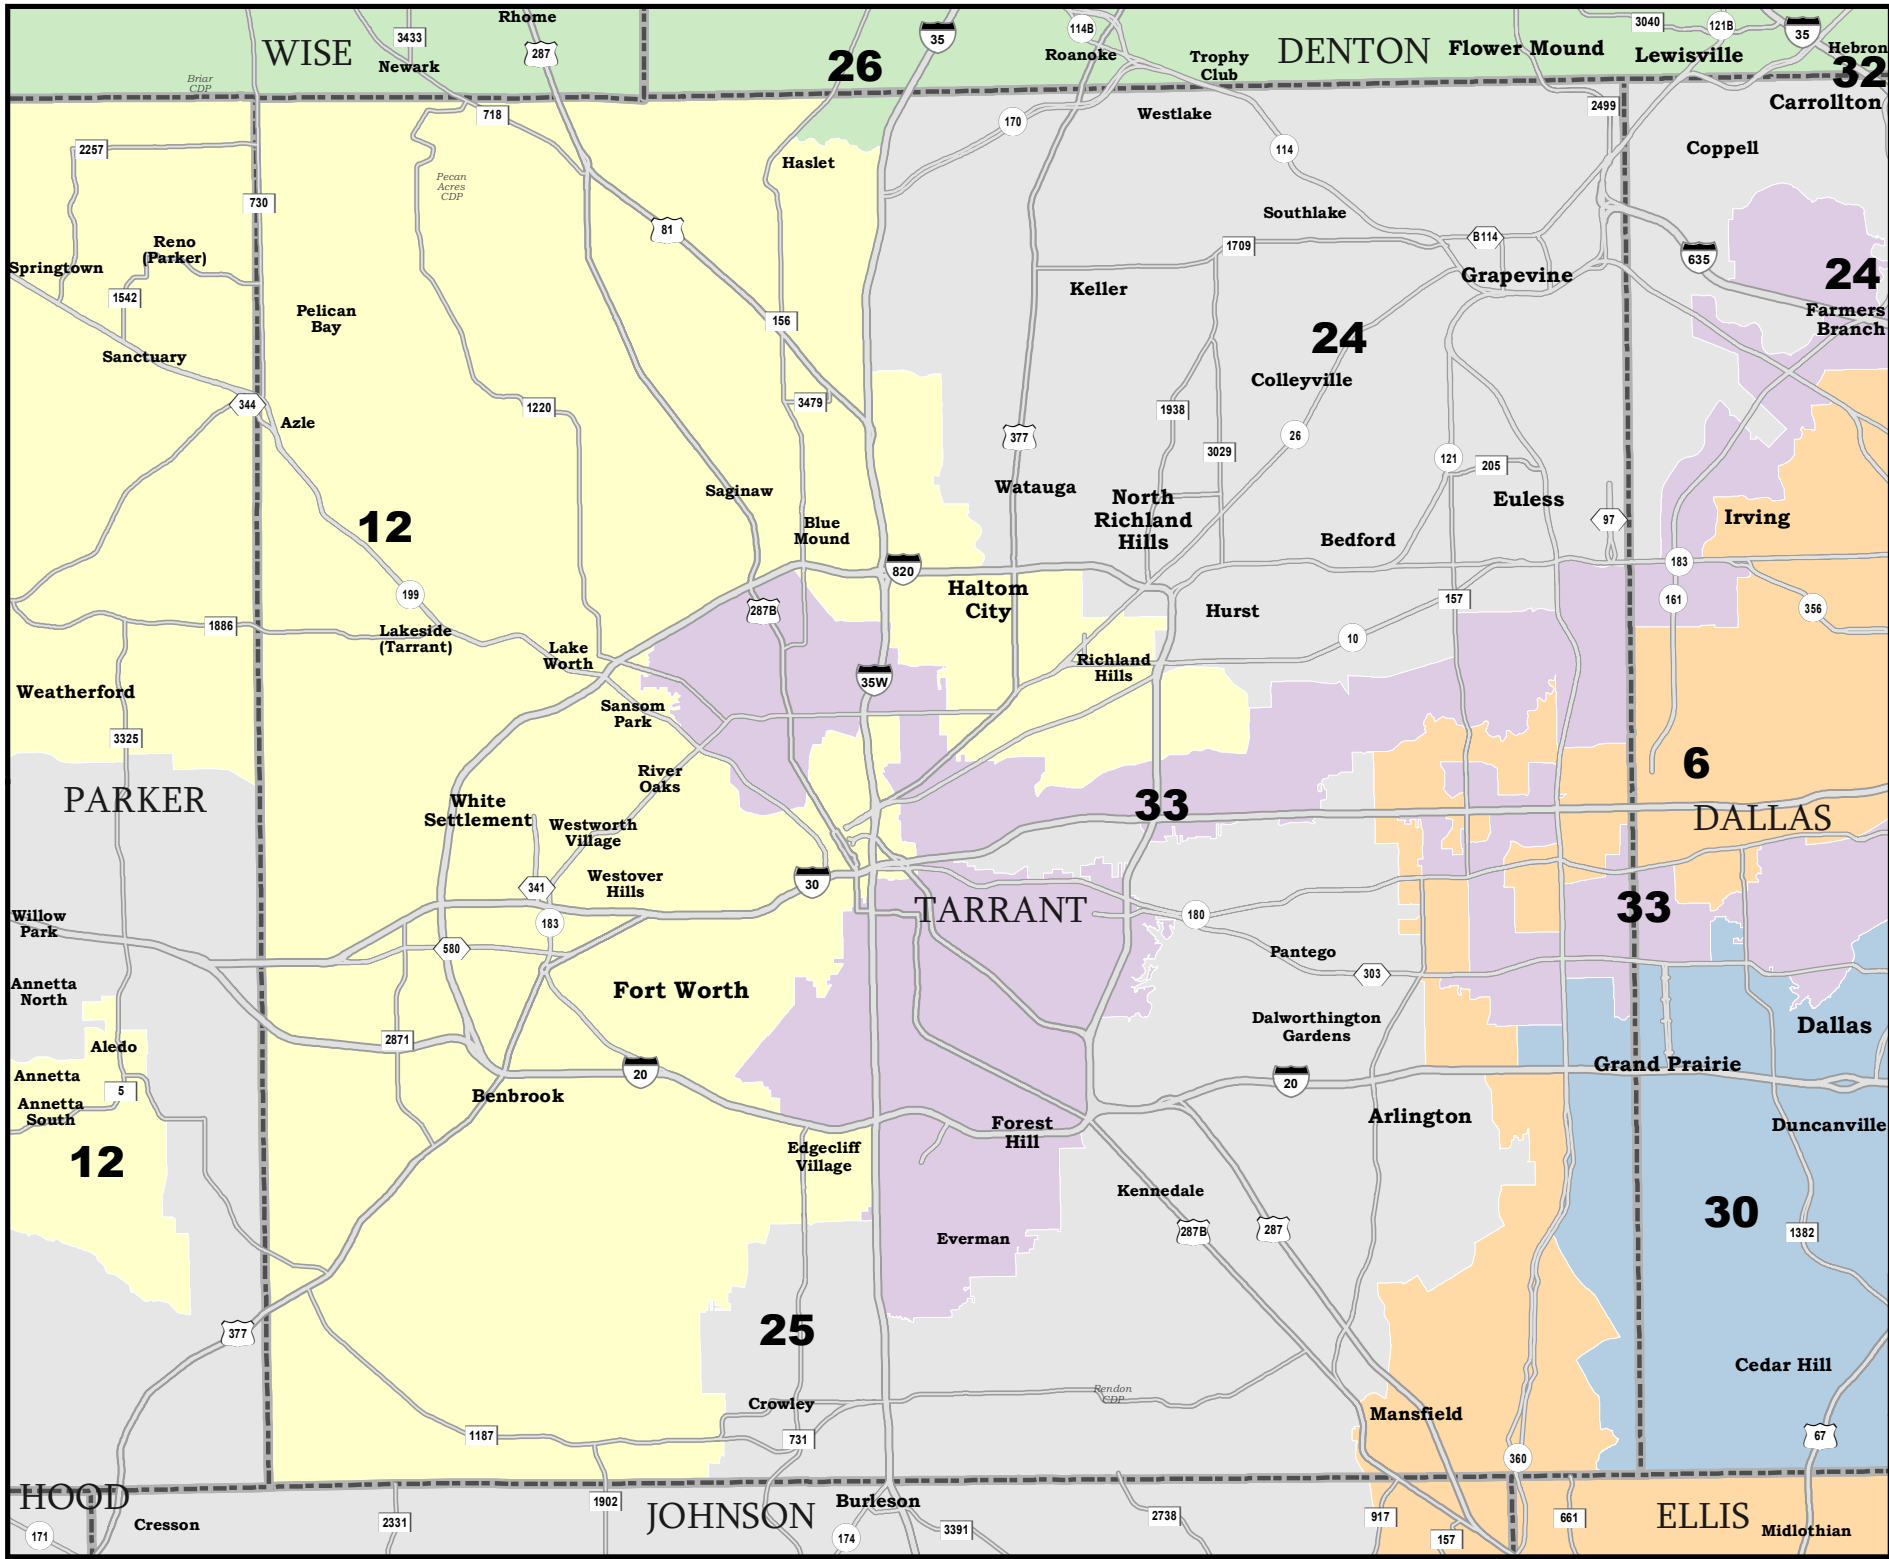 Rhome
3433
287
WISE
Newark
Briar
CDP
26
35
114B
Roanoke
Trophy
Club
DENTON
Flower Mound
3040
121B
35
Lewisville
Hebron
32
Carrollton
718
170
Westlake
2499
2257
114
Coppell
Haslet
Pecan
Acres
CDP
730
Southlake
81
Reno
(Parker)
B114
1709
635
Springtown
Grapevine
24
1542
Keller
Pelican
Bay
156
Farmers
Branch
24
Sanctuary
Colleyville
344
1220
3479
1938
Azle
377
26
3029
121
205
Saginaw
Watauga
North
Richland
Hills
Euless
12
Blue
Mound
97
Irving
Bedford
820
183
199
Haltom
City
287B
157
161
356
1886
Hurst
Lakeside
(Tarrant)
10
Lake
Worth
Richland
Hills
35W
Weatherford
Sansom
Park
3325
River
Oaks
6
PARKER
White
Settlement
33
DALLAS
Westworth
Village
341
Westover
Hills
30
TARRANT
33
180
Willow
Park
183
580
Pantego
303
Annetta
North
Fort Worth
Dalworthington
Gardens
Dallas
2871
Aledo
Grand Prairie
Annetta
20
20
5
Benbrook
Annetta
South
Arlington
Forest
Hill
Duncanville
12
Edgecliff
Village
Kennedale
30
287B
287
1382
Everman
377
25
Cedar Hill
Rendon
CDP
Crowley
Mansfield
1187
731
67
360
HOOD
1902
JOHNSON
Burleson
171
Cresson
2331
174
3391
2738
917
157
661
ELLIS
Midlothian